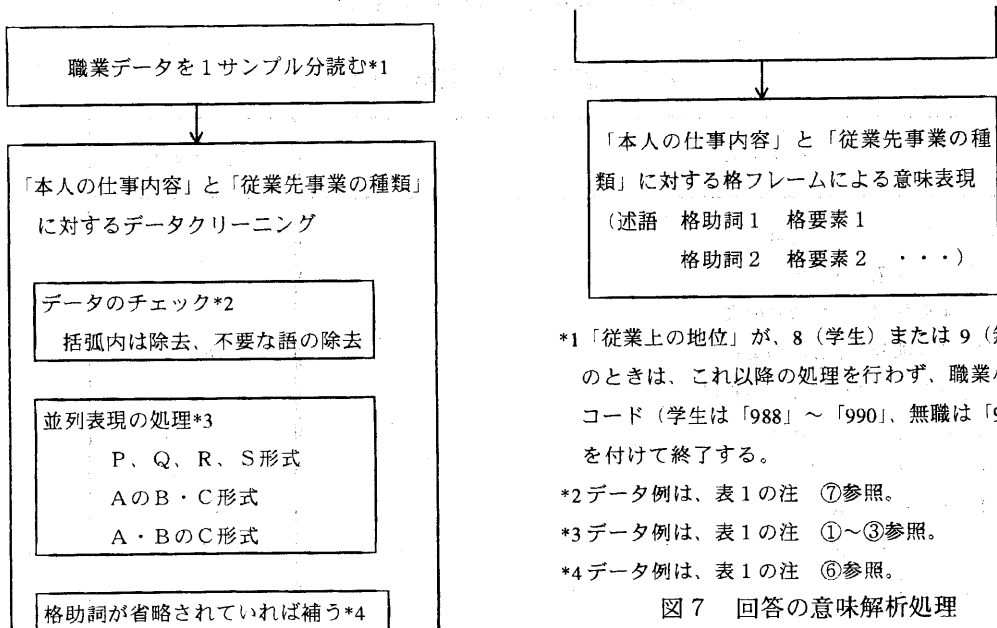 職業データを1サンプル分読む*1
「本人の仕事内容」と「従業先事業の種類」
に対するデータクリーニング
データのチェック*2
括弧内は除去、不要な語の除去
並列表現の処理*3
P、Q、R、S形式
AのB・C形式
A・BのC形式
格助詞が省略されていれば補う*4
「本人の仕事内容」と「従業先事業の種
類」に対する格フレームによる意味表現
(述語 格助詞1 格要素1
格助詞2 格要素2 ・・・)
*1「従業上の地位」が、8(学生)または9(
のときは、これ以降の処理を行わず、職業
コード(学生は「988」~「990」、無職は「9
を付けて終了する。
*2データ例は、表1の注 ⑦参照。
*3データ例は、表1の注 ①~③参照。
*4データ例は、表1の注 ⑥参照。
図7 回答の意味解析処理